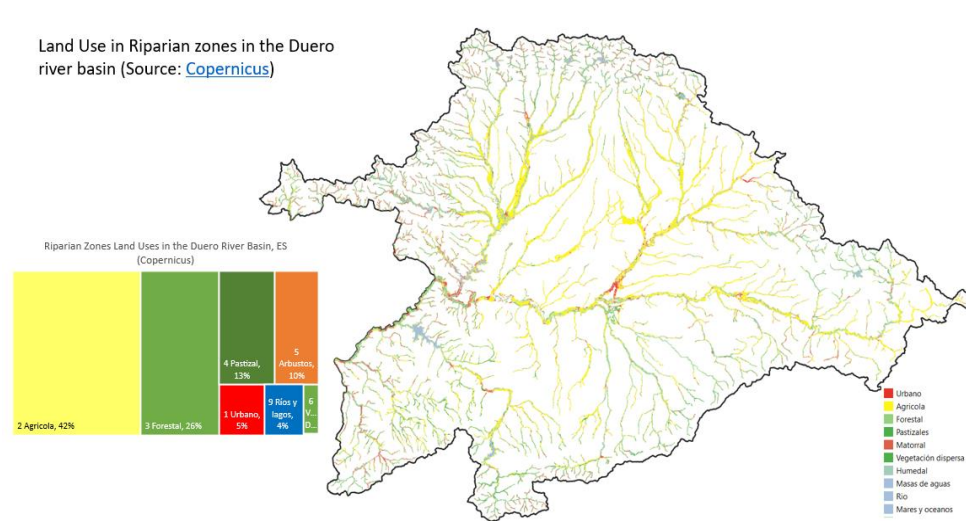 Land Use in Riparian zones in the Duero
river basin (Source: Copernicus)
Riparian Zones Land Uses in the Duero River Basin, ES
(Copernicus)
2 Agricola, 42%
3 Forestal, 26%
4 Pastizal,
13%
5
Arbustos,
10%
1 Urbano,
5%
9 Ríos y
lagos,
4%
6
V...
D...
Urbano
Agricola
Forestal
Pastizales
Matorral
Vegetación dispersa
Humedal
Masas de aguas
Rio
Mares y oceanos